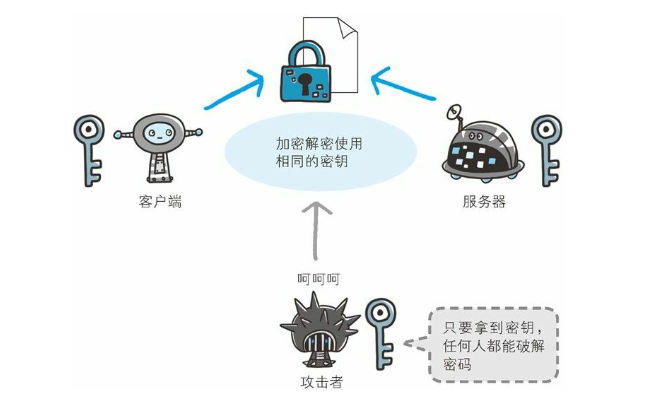 加密解密使用
相同的密钥
客户端
服务器
呵呵呵
只要拿到密钥，
任何人都能破解
密码
攻击者